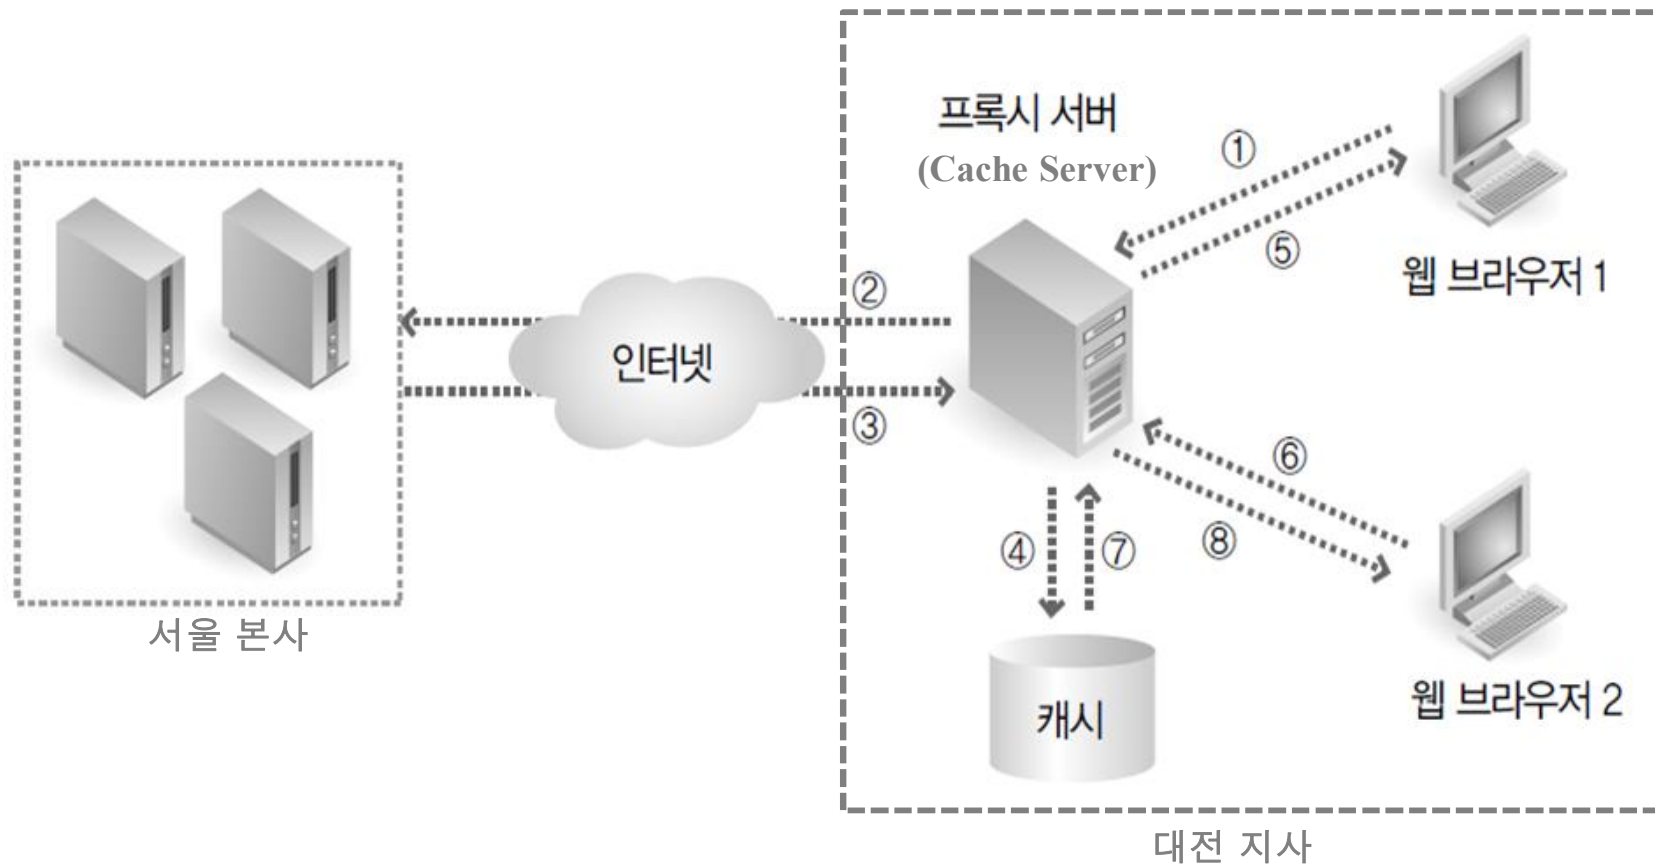 프록시 서버
(Cache Server)
①
⑤
웹 브라우저 1
②
인터넷
③
⑥
⑧
④
⑦
캐시
웹 브라우저 2
서울 본사
대전 지사